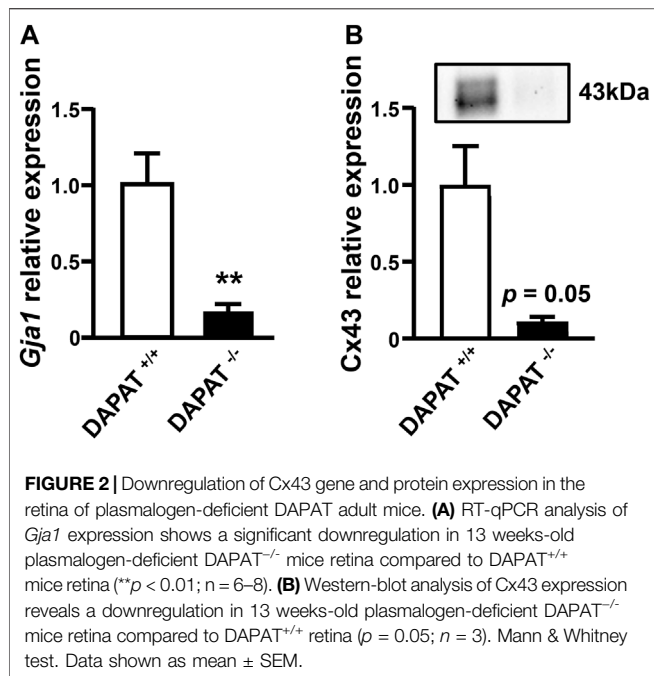 A
Gja1 relative expression
1.5
1.0
0.5
0
**
DAPAT +/+
DAPAT -/-
B
Cx43 relative expression
43kDa
1.5
1.0
0.5
0
p = 0.05
DAPAT +/+
DAPAT -/-
FIGURE 2 | Downregulation of Cx43 gene and protein expression in the
retina of plasmalogen-deficient DAPAT adult mice. (A) RT-qPCR analysis of
Gja1 expression shows a significant downregulation in 13 weeks-old
plasmalogen-deficient DAPAT−/− mice retina compared to DAPAT+/+
mice retina (**p < 0.01; n = 6–8). (B) Western-blot analysis of Cx43 expression
reveals a downregulation in 13 weeks-old plasmalogen-deficient DAPAT−/−
mice retina compared to DAPAT+/+ retina (p = 0.05; n = 3). Mann & Whitney
test. Data shown as mean ± SEM.